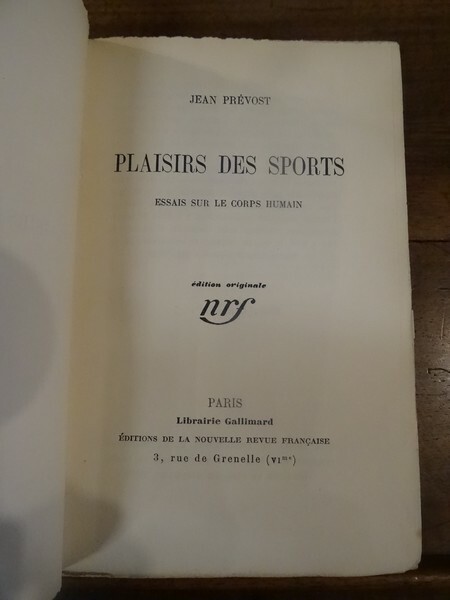 JEAN PRÉVOST
PLAISIRS DES SPORTS
ESSAIS SUR LE CORPS HUMAIN
édition originale
nrf
PARIS
Librairie Gallimard
ÉDITIONS DE LA NOUVELLE REVUE FRANÇAISE
3, rue de Grenelle (VIme)